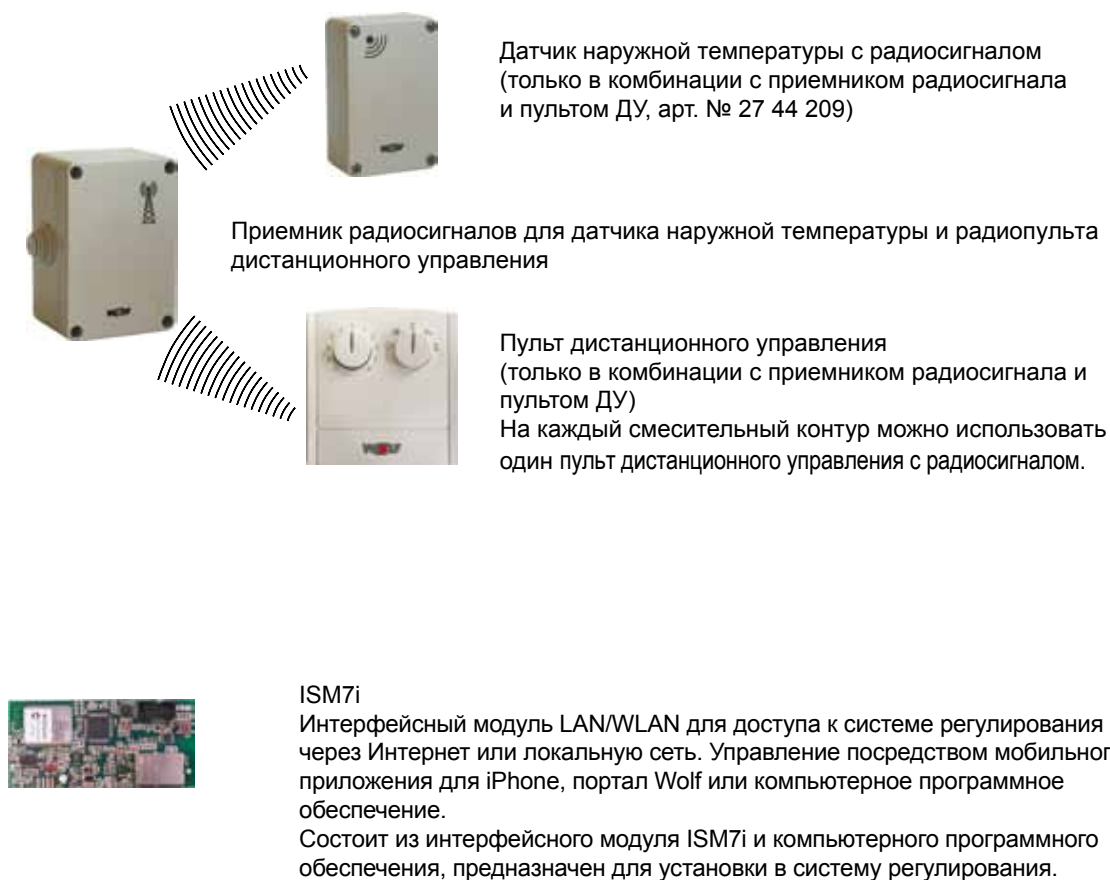 Датчик наружной температуры с радиосигналом
(только в комбинации с приемником радиосигнала
и пультом ДУ, арт. № 27 44 209)
Приемник радиосигналов для датчика наружной температуры и радиопульта
дистанционного управления
Пульт дистанционного управления
(только в комбинации с приемником радиосигнала и
пультом ДУ)
На каждый смесительный контур можно использовать
один пульт дистанционного управления с радиосигналом.
WOLF
ISM7i
Интерфейсный модуль LAN/WLAN для доступа к системе регулирования
через Интернет или локальную сеть. Управление посредством мобильног
приложения для iPhone, портал Wolf или компьютерное программное
обеспечение.
Состоит из интерфейсного модуля ISM7i и компьютерного программного
обеспечения, предназначен для установки в систему регулирования.